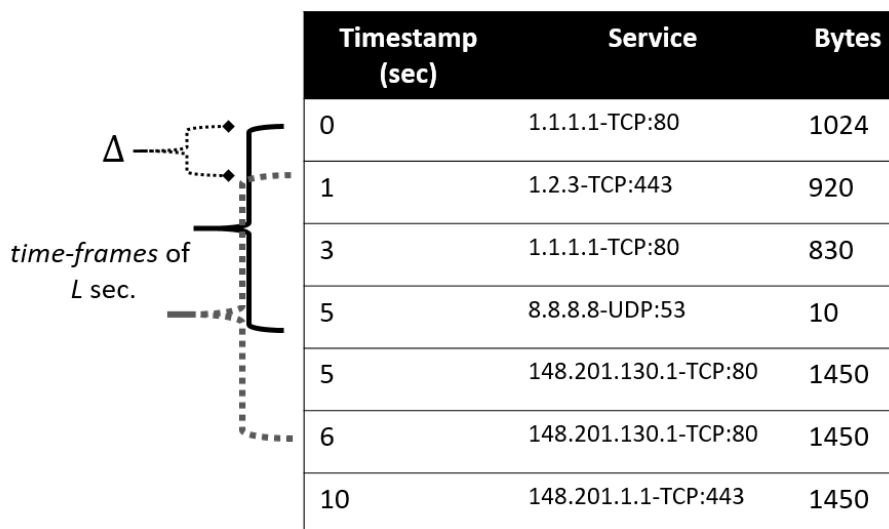 Timestamp (sec) Service Bytes
0 1.1.1.1-TCP:80 1024
Δ
1 1.2.3-TCP:443 920
3 1.1.1.1-TCP:80 830
time-frames of
L sec.
5 8.8.8.8-UDP:53 10
5 148.201.130.1-TCP:80 1450
6 148.201.130.1-TCP:80 1450
10 148.201.1.1-TCP:443 1450